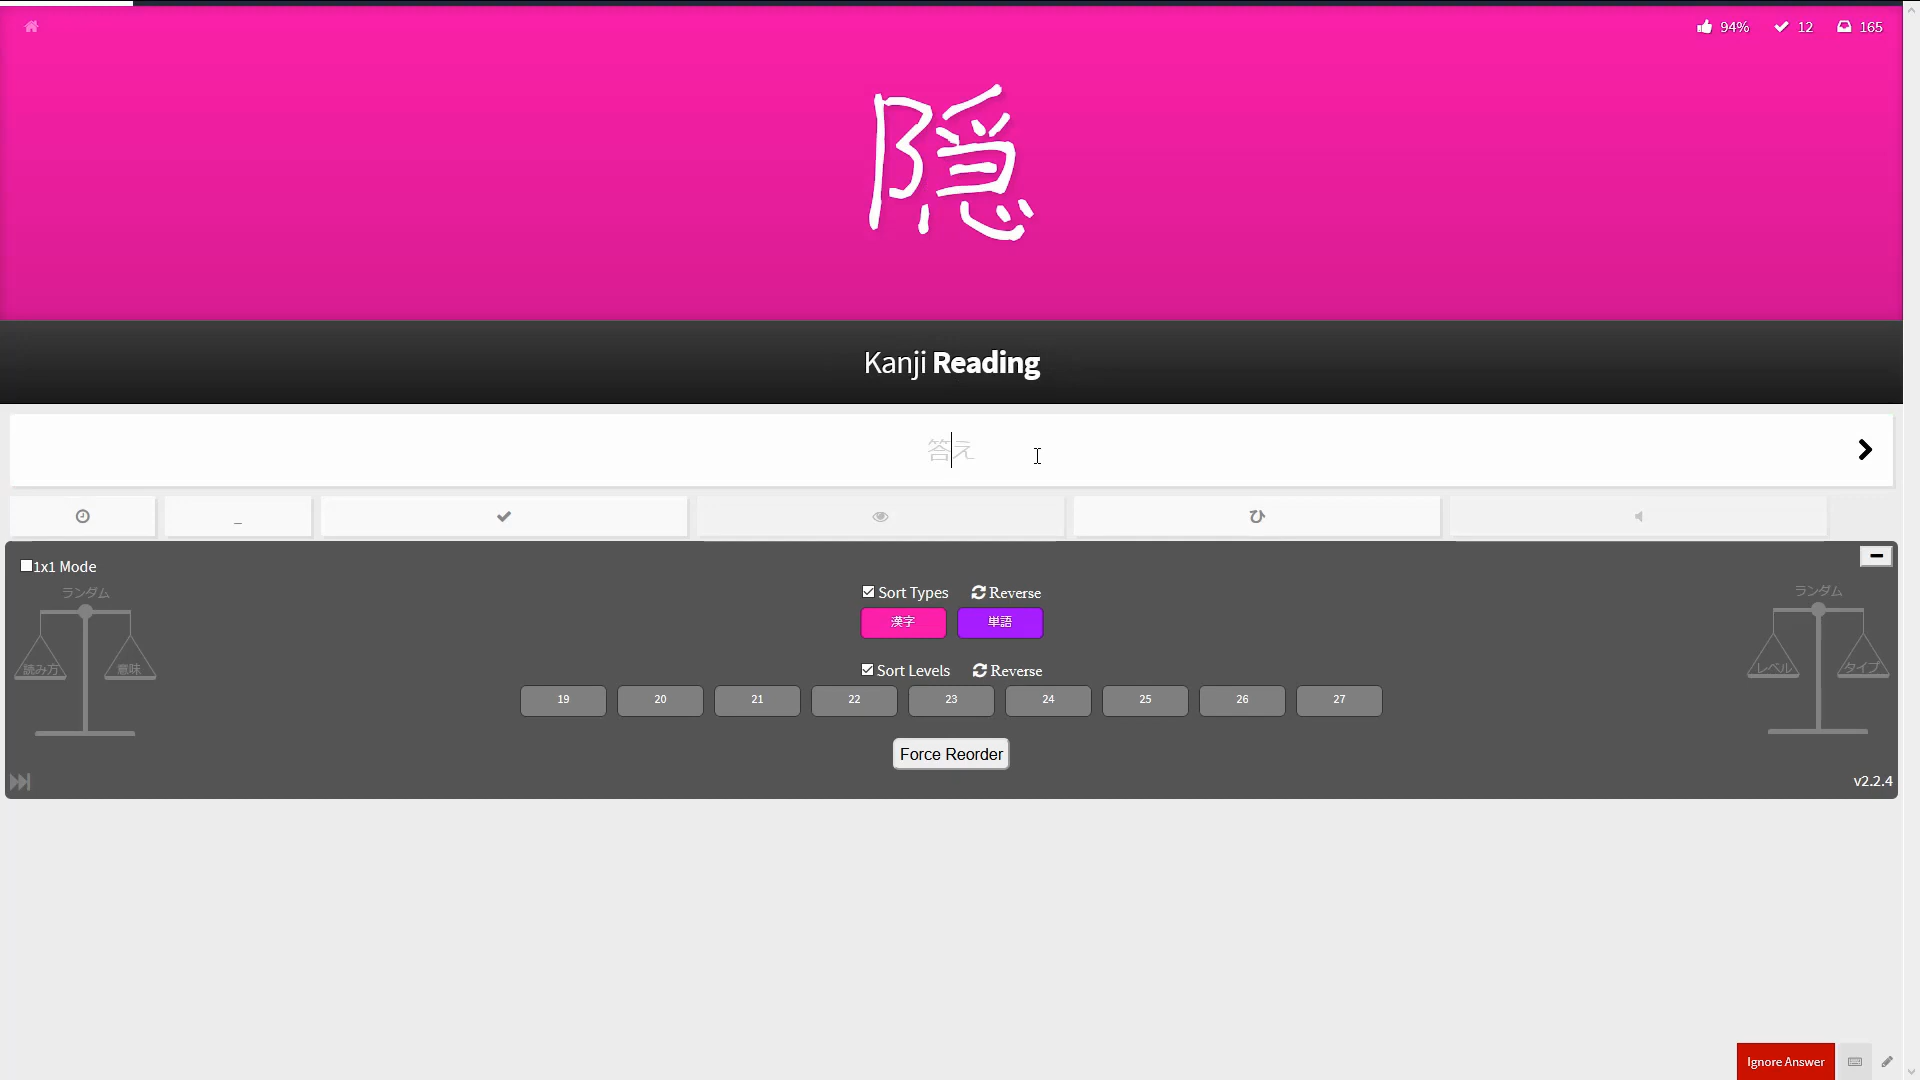 94% 12 165
隠
Kanji Reading
答え
_ ひ
1x1 Mode
ランダム
読み方 意味
Sort Types Reverse
漢字 単語
Sort Levels Reverse
19 20 21 22 23 24 25 26 27
Force Reorder
ランダム
レベル タイプ
v2.2.4
Ignore Answer